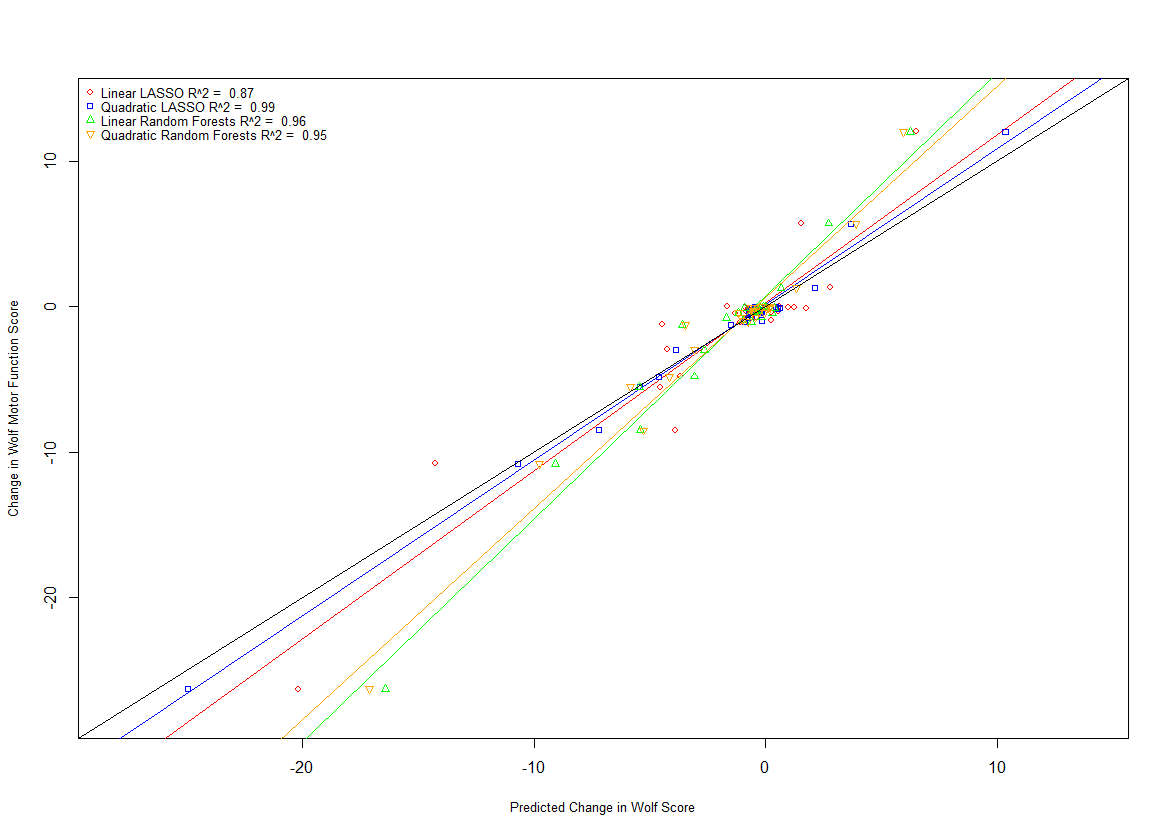 Linear LASSO R^2 = 0.87
Quadratic LASSO R^2 = 0.99
Linear Random Forests R^2 = 0.96
Quadratic Random Forests R^2 = 0.95
Change in Wolf Motor Function Score
10
0
-10
-20
-20 -10 0 10
Predicted Change in Wolf Score